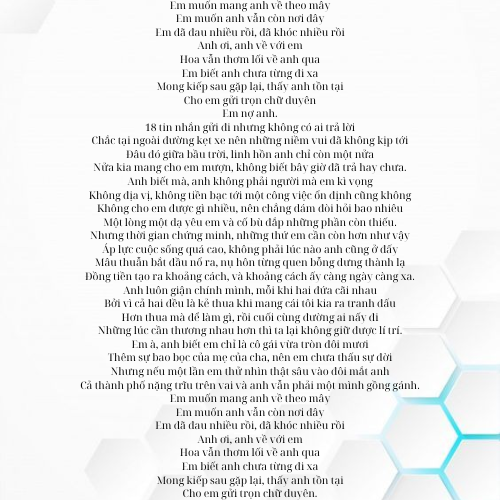 Em muốn mang anh về theo mây
Em muốn anh vẫn còn nơi đây
Em đã đau nhiều rồi, đã khóc nhiều rồi
Anh ơi, anh về với em
Hoa vẫn thơm lối về anh qua
Em biết anh chưa từng đi xa
Mong kiếp sau gặp lại, thấy anh tồn tại
Cho em gửi trọn chữ duyên
Em nợ anh.
18 tin nhắn gửi đi nhưng không có ai trả lời
Chắc tại ngoài đường kẹt xe nên những niềm vui đã không kịp tới
Đâu đó giữa bầu trời, linh hồn anh chỉ còn một nửa
Nửa kia mang cho em mượn, không biết bây giờ đã trả hay chưa.
Anh biết mà, anh không phải người mà em kì vọng
Không địa vị, không tiền bạc tới một công việc ổn định cũng không
Không cho em được gì nhiều, nên chẳng dám đòi hỏi bao nhiêu
Một lòng một dạ yêu em và cố bù đắp những phần còn thiếu.
Nhưng thời gian chứng minh, những thứ em cần còn hơn như vậy
Áp lực cuộc sống quá cao, không phải lúc nào anh cũng ở đấy
Mâu thuẫn bắt đầu nổ ra, nụ hôn từng quen bỗng dưng thành lạ
Đồng tiền tạo ra khoảng cách, và khoảng cách ấy càng ngày càng xa.
Anh luôn giận chính mình, mỗi khi hai đứa cãi nhau
Bởi vì cả hai đều là kẻ thua khi mang cái tôi kia ra tranh đấu
Hơn thua mà để làm gì, rồi cuối cùng đường ai nấy đi
Những lúc cần thương nhau hơn thì ta lại không giữ được lí trí.
Em à, anh biết em chỉ là cô gái vừa tròn đôi mươi
Thêm sự bao bọc của mẹ của cha, nên em chưa thấu sự đời
Nhưng nếu một lần em thử nhìn thật sâu vào đôi mắt anh
Cả thành phố nặng trĩu trên vai và anh vẫn phải một mình gồng gánh.
Em muốn mang anh về theo mây
Em muốn anh vẫn còn nơi đây
Em đã đau nhiều rồi, đã khóc nhiều rồi
Anh ơi, anh về với em
Hoa vẫn thơm lối về anh qua
Em biết anh chưa từng đi xa
Mong kiếp sau gặp lại, thấy anh tồn tại
Cho em gửi trọn chữ duyên.